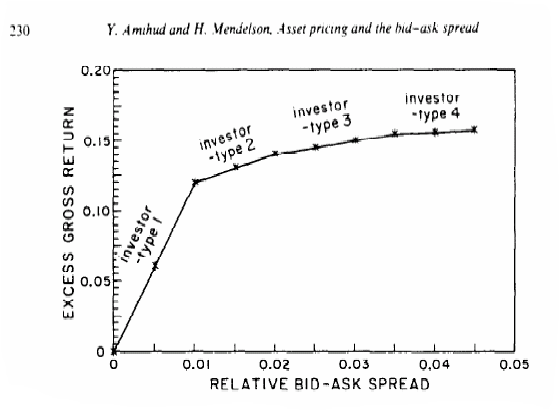 230
Y. Amihud and H. Mendelson, Asset pricing and the bid-ask spread
EXCESS GROSS RETURN
0.20
0.15
0.10
0.05
0
investor
-type 1
investor
-type 2
investor
-type 3
investor
-type 4
0
0.01
0.02
0.03
0.04
0.05
RELATIVE BID-ASK SPREAD